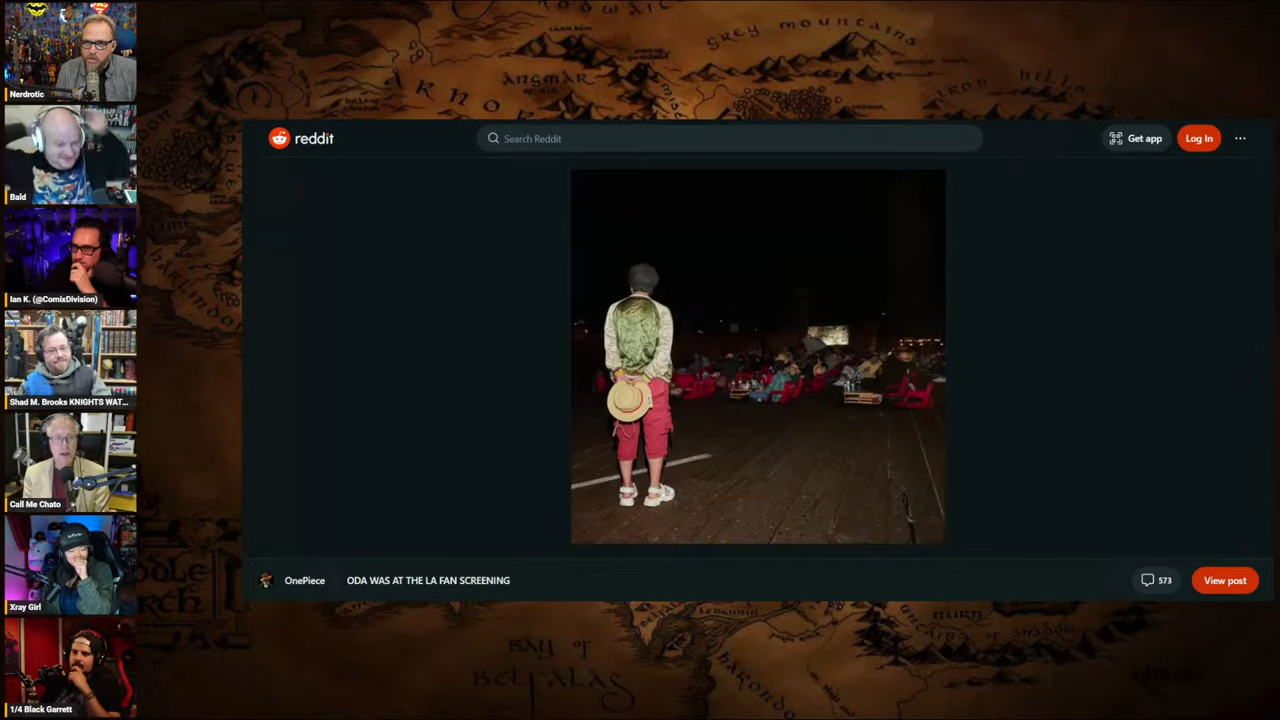 Nerdrotic
Bald
Ian K. (@ComixDivision)
Shad M. Brooks KNIGHTS WAT...
Call Me Chato
Xray Girl
1/4 Black Garrett
GREY MOUNTAINS
ANGMAR
IRON HILLS
reddit
Search Reddit
Get app
Log In
OnePiece
ODA WAS AT THE LA FAN SCREENING
573
View post
BAY OF
BELFALAS